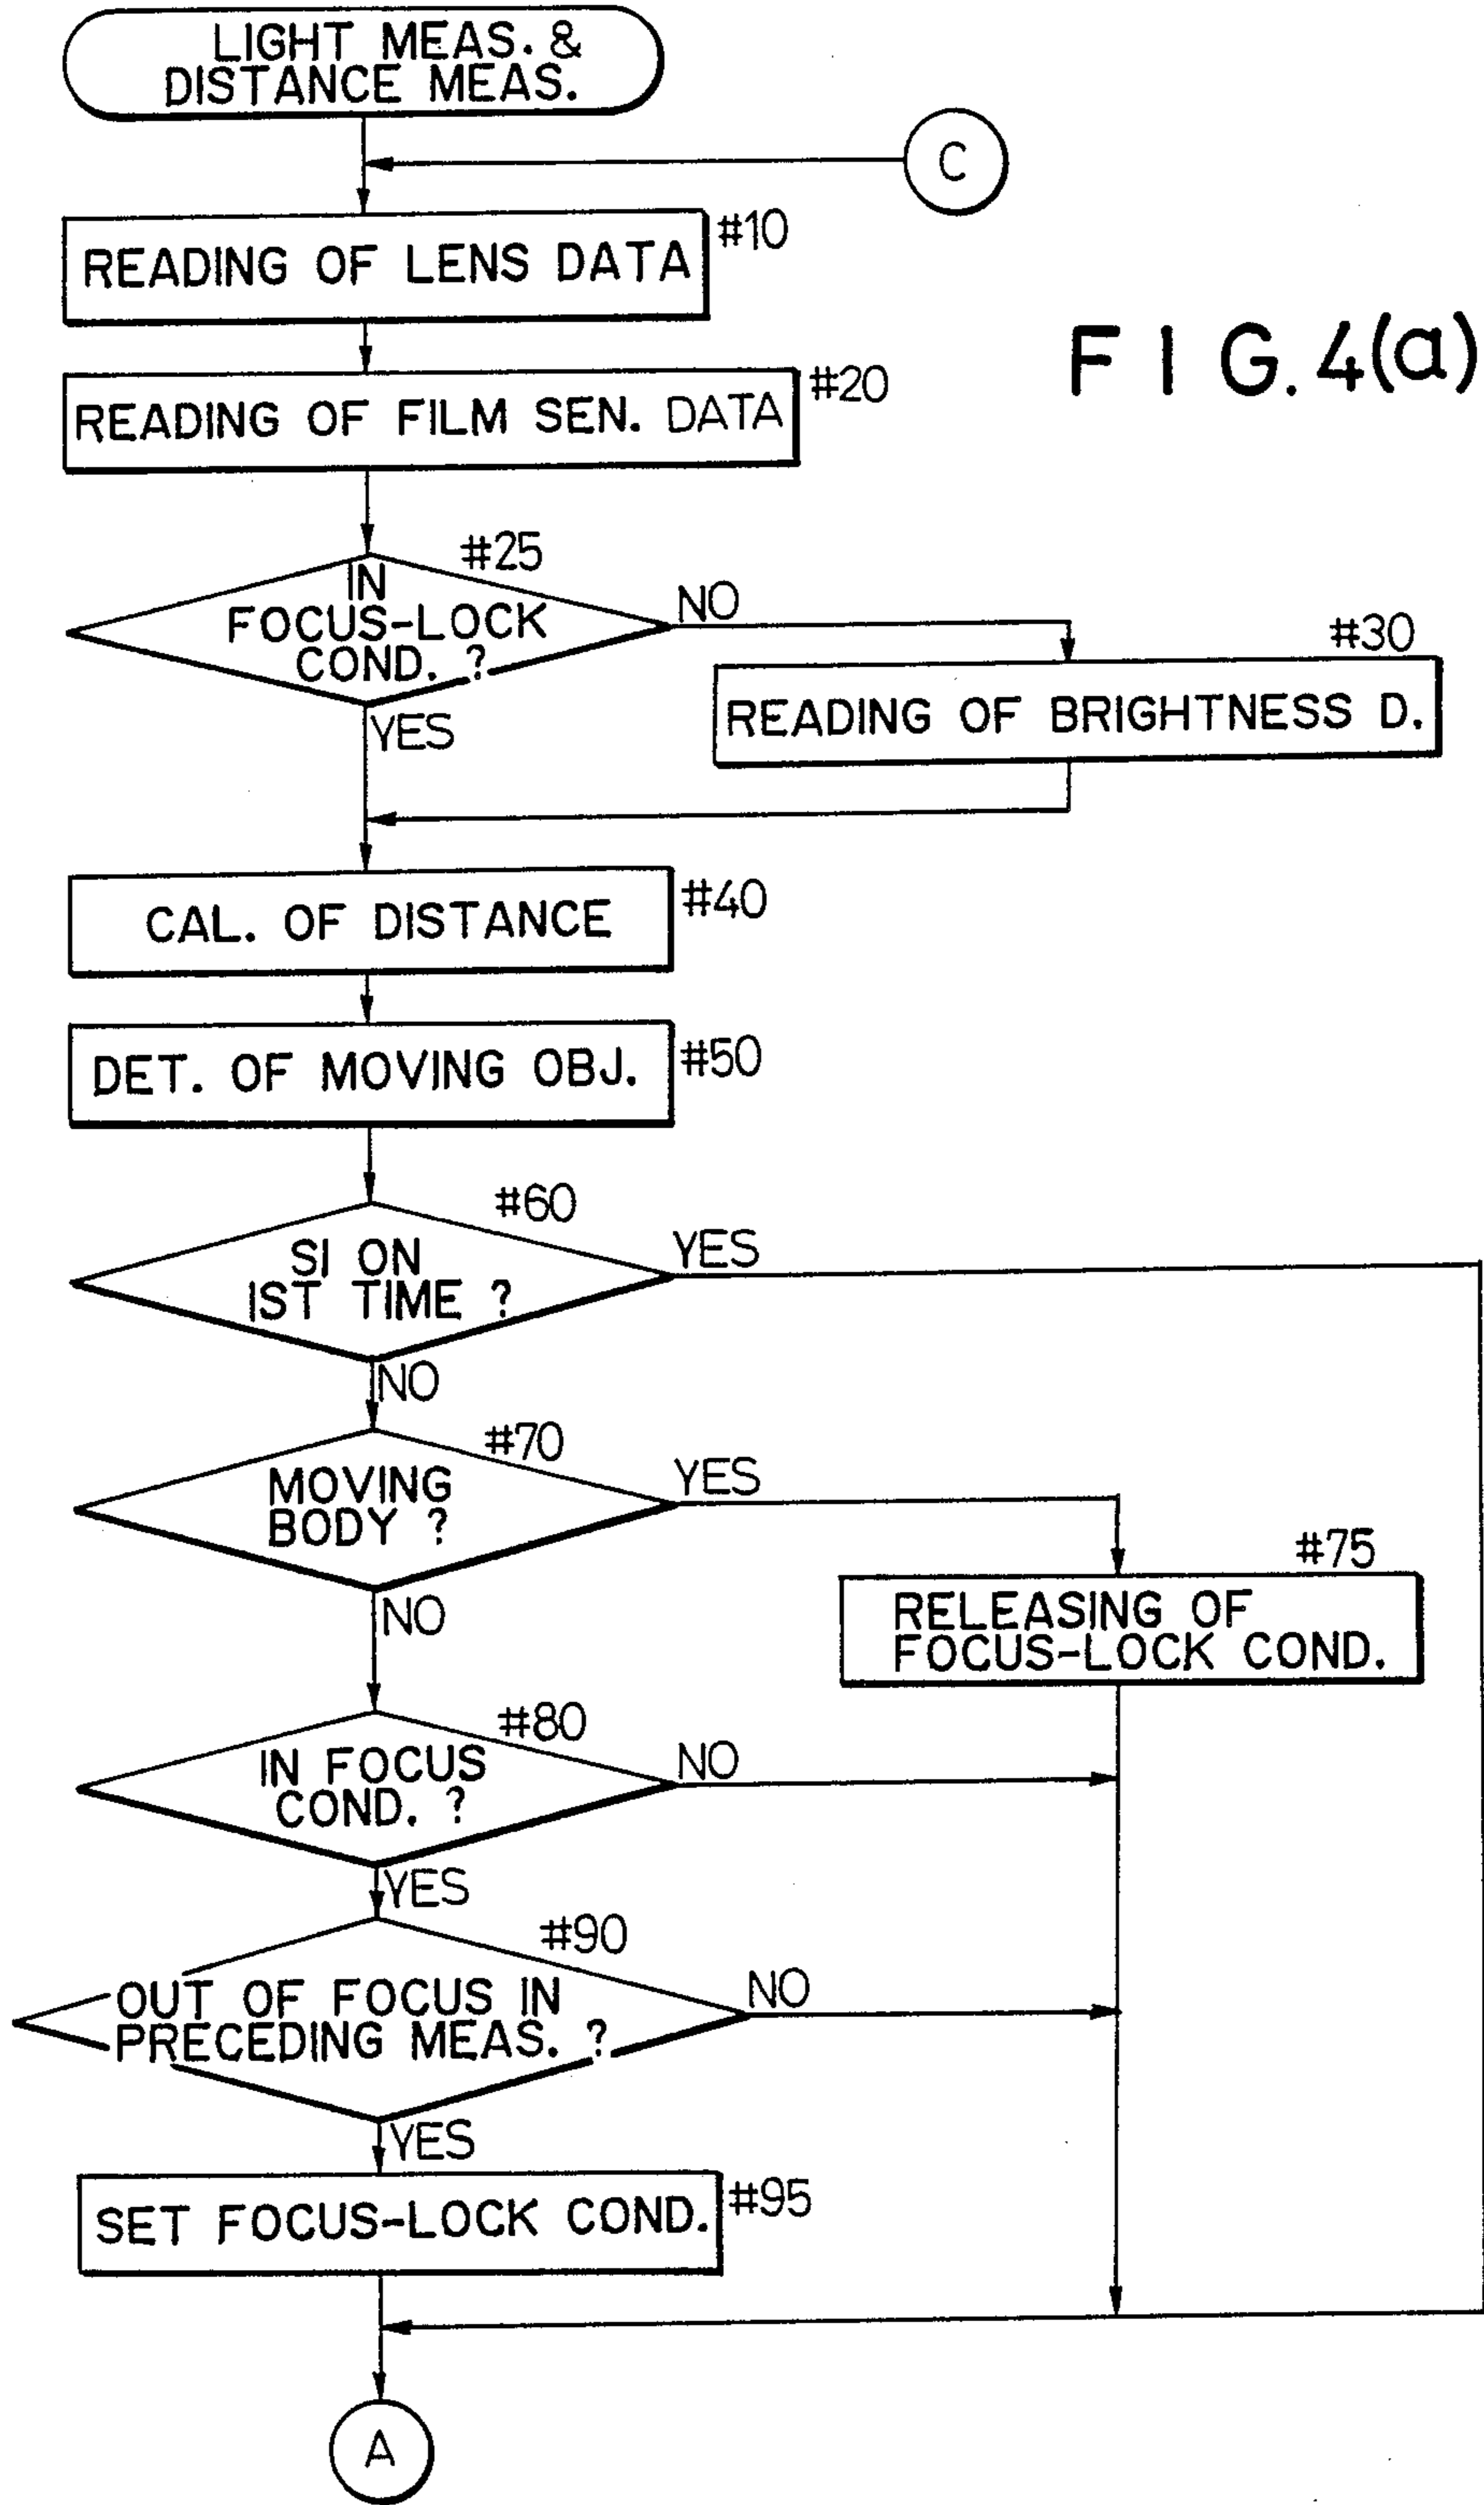 LIGHT MEAS. &
DISTANCE MEAS.
C
READING OF LENS DATA
#10
FIG. 4(a)
READING OF FILM SEN. DATA
#20
#25
IN
FOCUS-LOCK
COND. ?
NO
YES
#30
READING OF BRIGHTNESS D.
CAL. OF DISTANCE
#40
DET. OF MOVING OBJ.
#50
#60
SI ON
IST TIME ?
YES
NO
#70
MOVING
BODY ?
YES
NO
#75
RELEASING OF
FOCUS-LOCK COND.
#80
IN FOCUS
COND. ?
NO
YES
#90
OUT OF FOCUS IN
PRECEDING MEAS. ?
NO
YES
SET FOCUS-LOCK COND.
#95
A